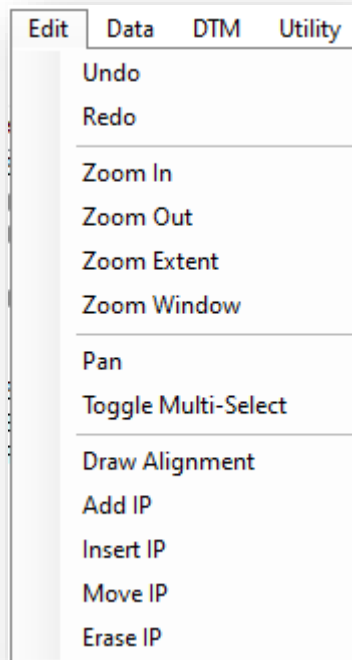 Edit Data DTM Utility
Undo
Redo
Zoom In
Zoom Out
Zoom Extent
Zoom Window
Pan
Toggle Multi-Select
Draw Alignment
Add IP
Insert IP
Move IP
Erase IP